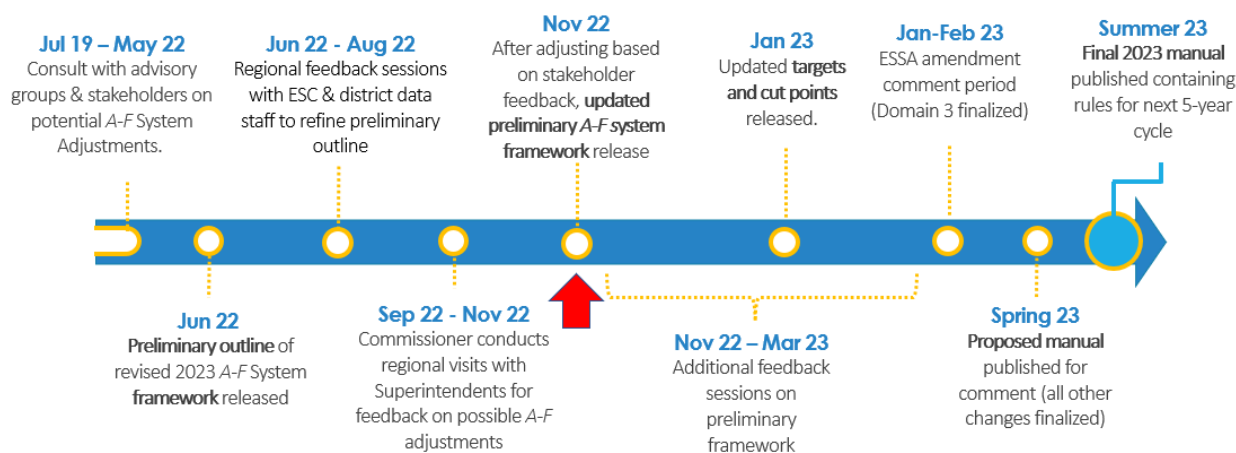 Jul 19 – May 22
Consult with advisory
groups & stakeholders on
potential A-F System
Adjustments.
Jun 22 - Aug 22
Regional feedback sessions
with ESC & district data
staff to refine preliminary
outline
Nov 22
After adjusting based
on stakeholder
feedback, updated
preliminary A-F system
framework release
Jan 23
Updated targets
and cut points
released.
Jan-Feb 23
ESSA amendment
comment period
(Domain 3 finalized)
Summer 23
Final 2023 manual
published containing
rules for next 5-year
cycle
Jun 22
Preliminary outline of
revised 2023 A-F System
framework released
Sep 22 - Nov 22
Commissioner conducts
regional visits with
Superintendents for
feedback on possible A-F
adjustments
Nov 22 – Mar 23
Additional feedback
sessions on
preliminary
framework
Spring 23
Proposed manual
published for
comment (all other
changes finalized)